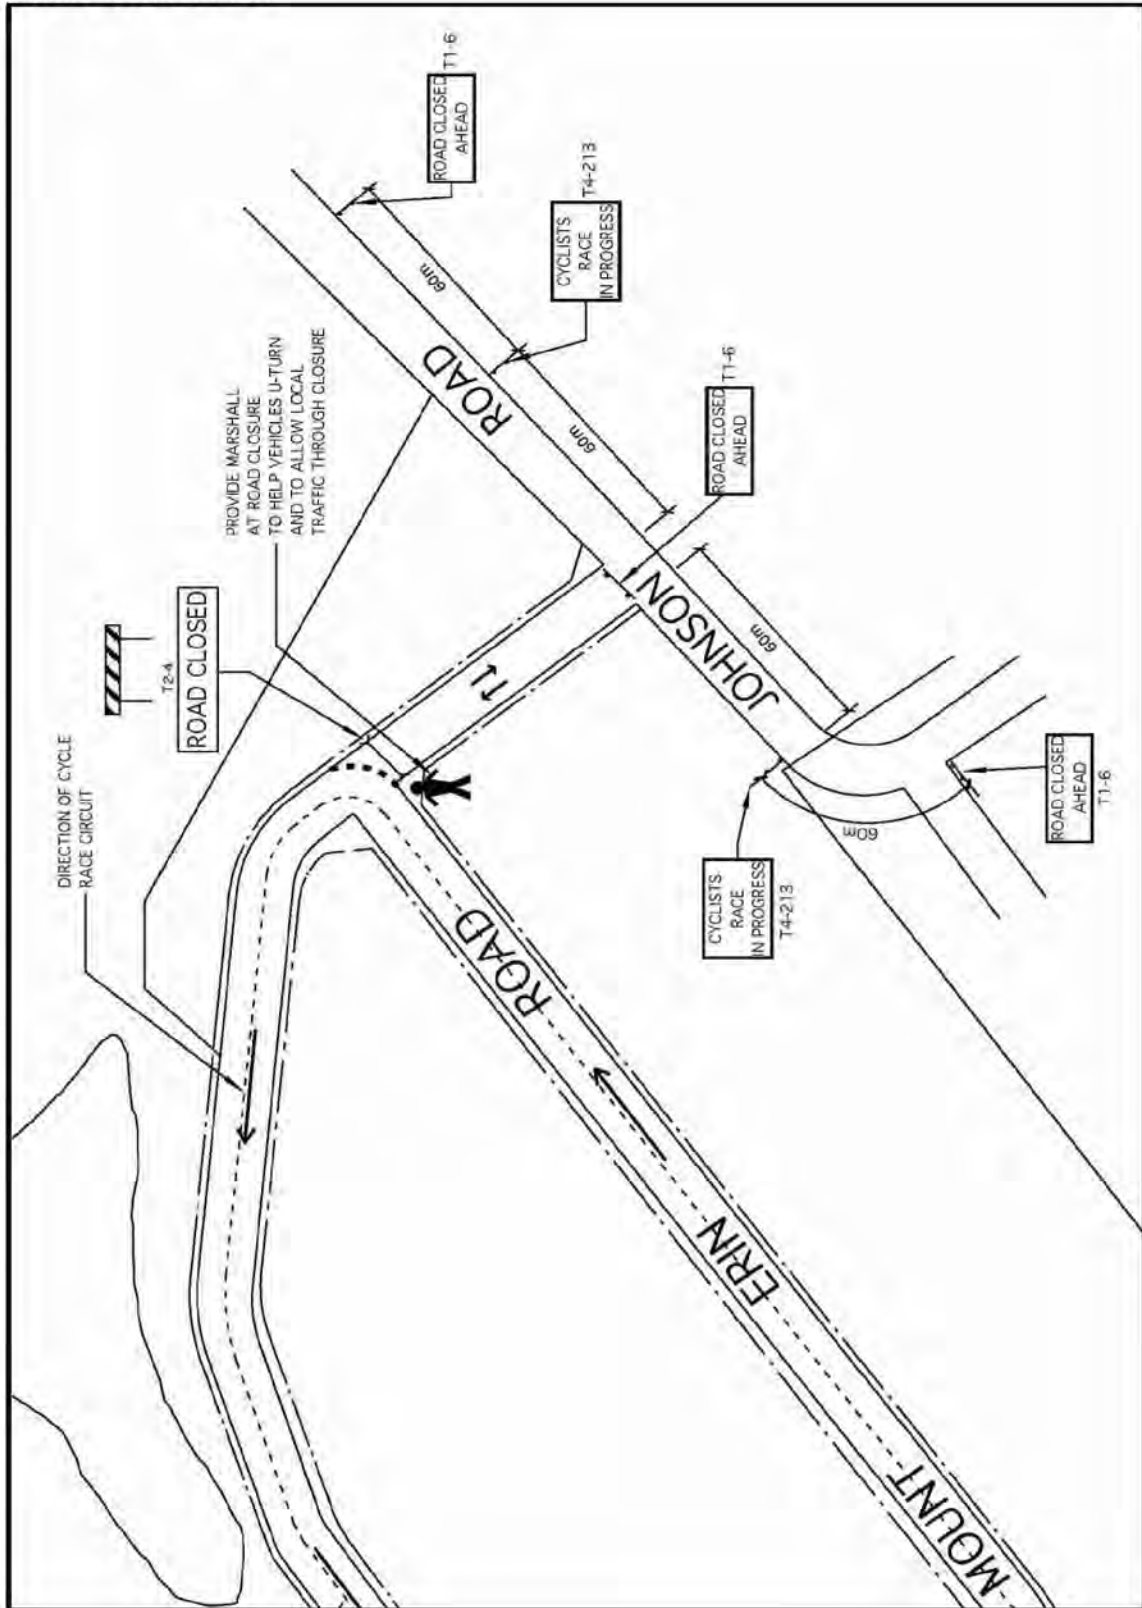 DIRECTION OF CYCLE
RACE CIRCUIT
T2-4
ROAD CLOSED
PROVIDE MARSHALL
AT ROAD CLOSURE
TO HELP VEHICLES U-TURN
AND TO ALLOW LOCAL
TRAFFIC THROUGH CLOSURE
ROAD CLOSED
AHEAD
T1-6
CYCLISTS
RACE
IN PROGRESS
T4-213
60m
60m
ROAD CLOSED
AHEAD
T1-6
60m
JOHNSON ROAD
CYCLISTS
RACE
IN PROGRESS
T4-213
60m
ROAD CLOSED
AHEAD
T1-6
MOUNT ERIN ROAD